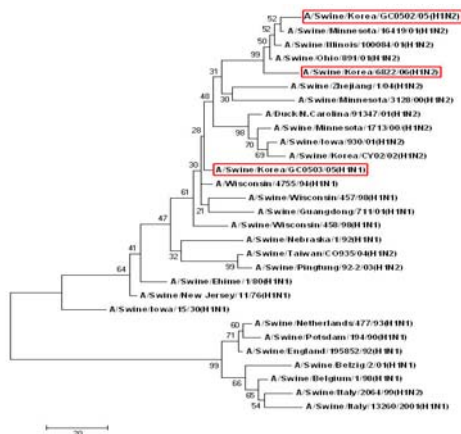 A/Swine/Korea/GC0502/05(H1N2)
52
A/Swine/Minnesota/16419/01(H1N2)
52
A/Swine/Illinois/100084/01(H1N2)
50
A/Swine/Ohio/891/01(H1N2)
99
A/Swine/Korea/6822/06(H1N2)
31
A/Swine/Zhejiang/1/04(H1N2)
30
A/Swine/Minnesota/3128/00(H1N2)
48
A/Duck/N.Carolina/91347/01(H1N2)
98
A/Swine/Minnesota/1713/00(H1N2)
28
70
A/Swine/Iowa/930/01(H1N2)
69
A/Swine/Korea/CY02/02(H1N2)
30
A/Swine/Korea/GC0503/05(H1N1)
A/Wisconsin/4755/94(H1N1)
61
A/Swine/Wisconsin/457/98(H1N1)
21
A/Swine/Guangdong/711/01(H1N1)
47
A/Swine/Wisconsin/458/98(H1N1)
A/Swine/Nebraska/1/92(H1N1)
41
32
A/Swine/Taiwan/CO935/04(H1N2)
99
A/Swine/Pingtung/92-2/03(H1N2)
64
A/Swine/Ehime/1/80(H1N1)
A/Swine/New Jersey/11/76(H1N1)
A/Swine/Iowa/15/30(H1N1)
60
A/Swine/Netherlands/477/93(H1N1)
71
A/Swine/Potsdam/194/90(H1N1)
A/Swine/England/195852/92(H1N1)
99
A/Swine/Belzig/2/01(H1N1)
66
A/Swine/Belgium/1/98(H1N1)
65
A/Swine/Italy/2064/99(H1N2)
54
A/Swine/Italy/13260/2001(H1N1)
20